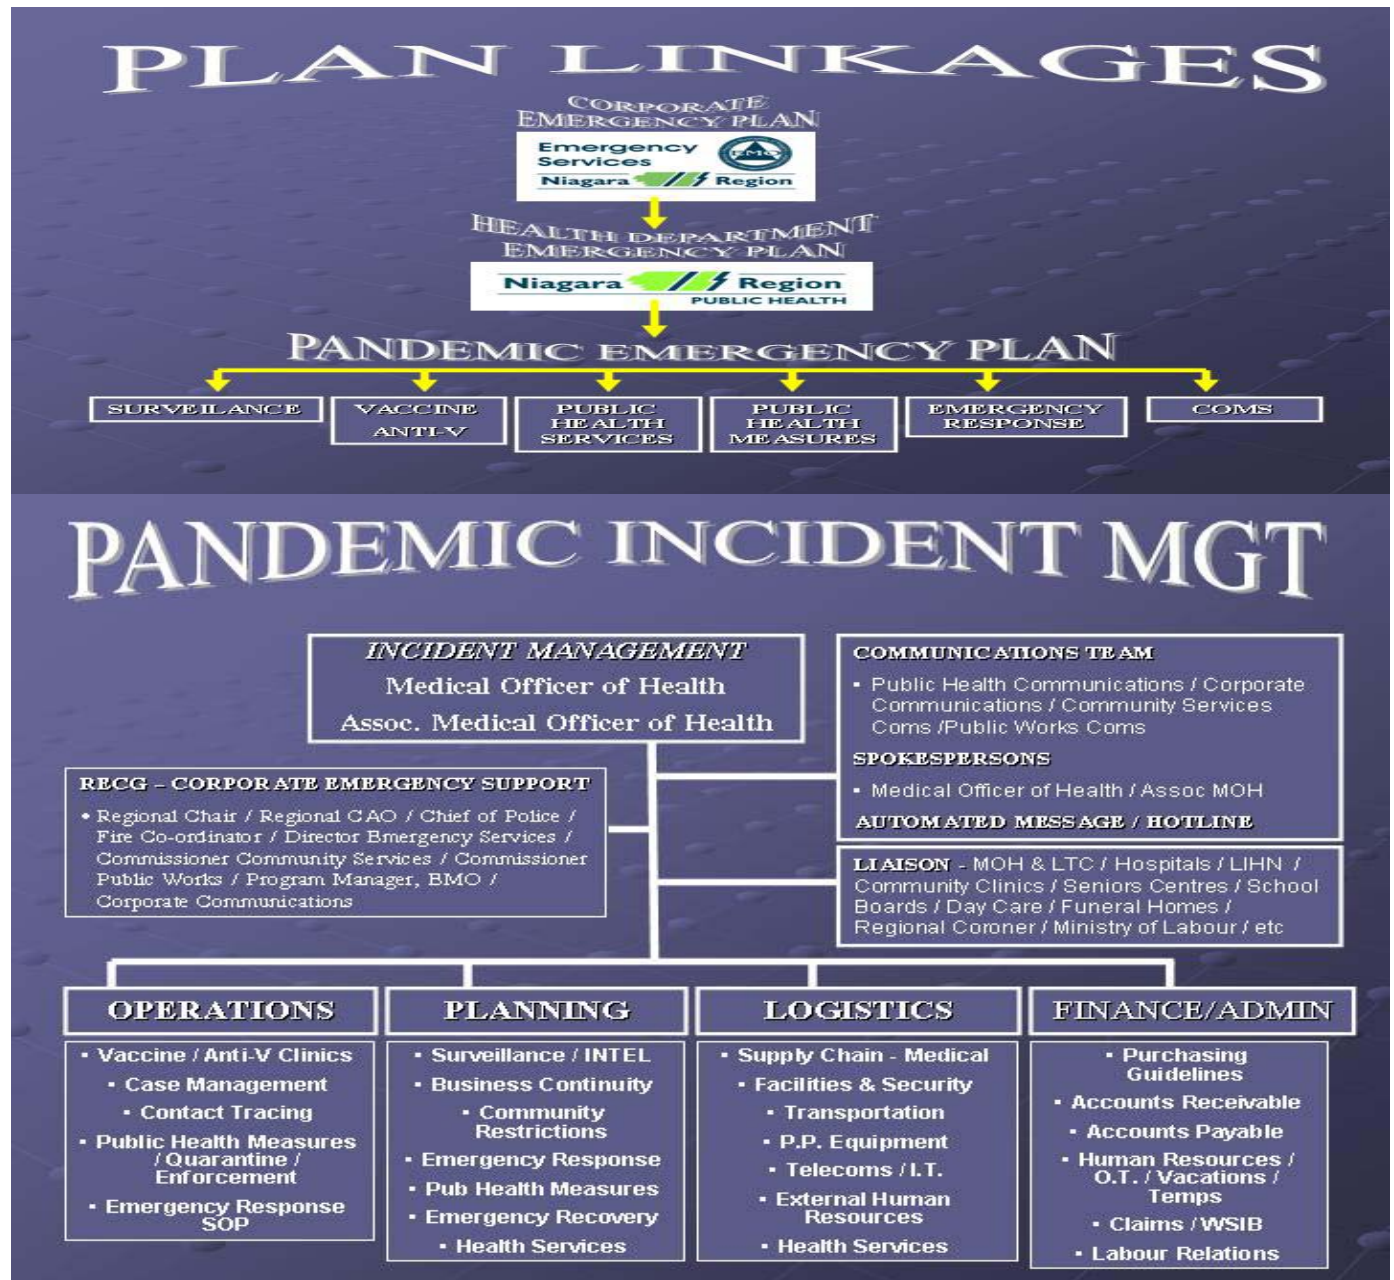 PLAN LINKAGES
CORPORATE
EMERGENCY PLAN
Emergency
Services
EMO
Niagara Region
HEALTH DEPARTMENT
EMERGENCY PLAN
Niagara Region
PUBLIC HEALTH
PANDEMIC EMERGENCY PLAN
SURVEILANCE
VACCINE
ANTI-V
PUBLIC
HEALTH
SERVICES
PUBLIC
HEALTH
MEASURES
EMERGENCY
RESPONSE
COMS
PANDEMIC INCIDENT MGT
INCIDENT MANAGEMENT
Medical Officer of Health
Assoc. Medical Officer of Health
COMMUNICATIONS TEAM
▪ Public Health Communications / Corporate
Communications / Community Services
Coms /Public Works Coms
SPOKESPERSONS
▪ Medical Officer of Health / Assoc MOH
AUTOMATED MESSAGE / HOTLINE
RECG – CORPORATE EMERGENCY SUPPORT
• Regional Chair / Regional CAO / Chief of Police /
Fire Co-ordinator / Director Emergency Services /
Commissioner Community Services / Commissioner
Public Works / Program Manager, EMO /
Corporate Communications
LIAISON - MOH & LTC / Hospitals / LIHN /
Community Clinics / Seniors Centres / School
Boards / Day Care / Funeral Homes /
Regional Coroner / Ministry of Labour / etc
OPERATIONS
▪ Vaccine / Anti-V Clinics
▪ Case Management
▪ Contact Tracing
▪ Public Health Measures
/ Quarantine /
Enforcement
▪ Emergency Response
SOP
PLANNING
▪ Surveillance / INTEL
▪ Business Continuity
▪ Community
Restrictions
▪ Emergency Response
▪ Pub Health Measures
▪ Emergency Recovery
▪ Health Services
LOGISTICS
▪ Supply Chain - Medical
▪ Facilities & Security
▪ Transportation
▪ P.P. Equipment
▪ Telecoms / I.T.
▪ External Human
Resources
▪ Health Services
FINANCE/ADMIN
▪ Purchasing
Guidelines
▪ Accounts Receivable
▪ Accounts Payable
▪ Human Resources /
O.T. / Vacations /
Temps
▪ Claims / WSIB
▪ Labour Relations